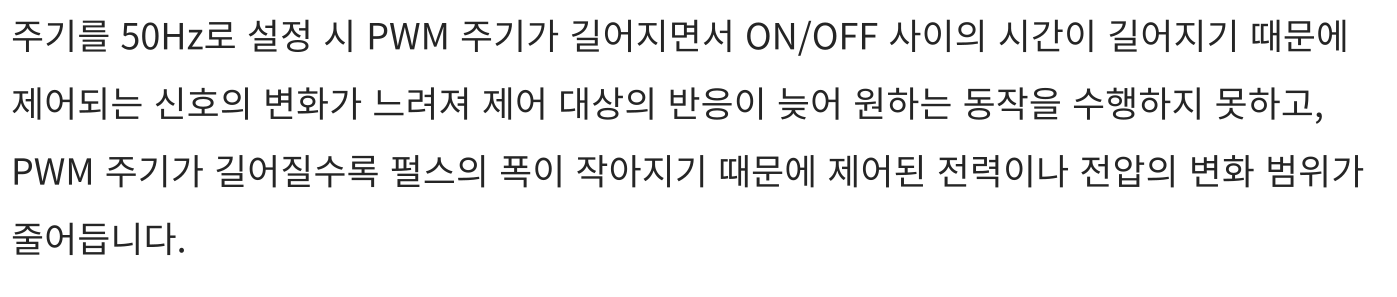 주기를 50Hz로 설정 시 PWM 주기가 길어지면서 ON/OFF 사이의 시간이 길어지기 때문에
제어되는 신호의 변화가 느려져 제어 대상의 반응이 늦어 원하는 동작을 수행하지 못하고,
PWM 주기가 길어질수록 펄스의 폭이 작아지기 때문에 제어된 전력이나 전압의 변화 범위가
줄어듭니다.